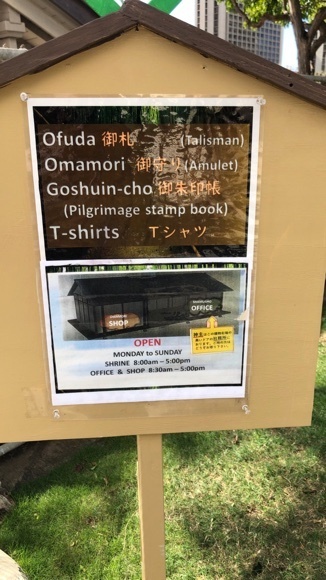 Ofuda 御札 (Talisman)
Omamori 御守り(Amulet)
Goshuin-cho 御朱印帳
(Pilgrimage stamp book)
T-shirts Tシャツ
SHOP
OFFICE
OPEN
MONDAY to SUNDAY
SHRINE 8:00am – 5:00pm
OFFICE & SHOP 8:30am – 5:00pm